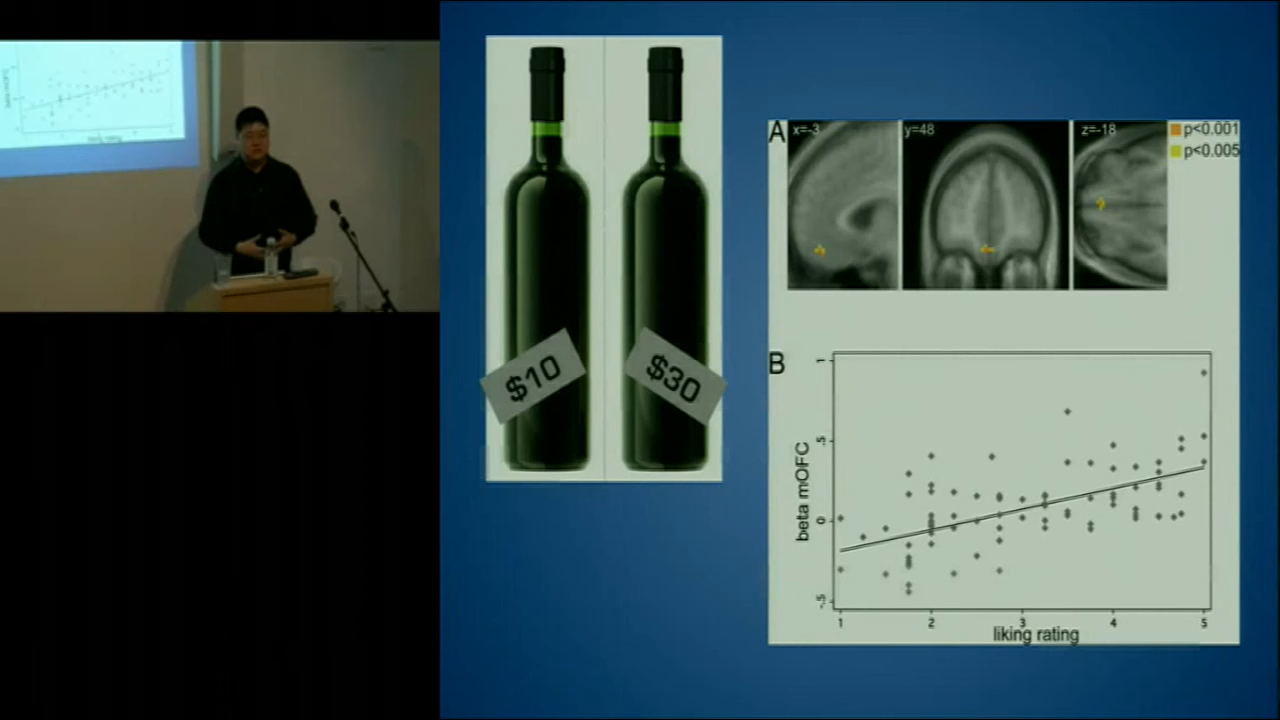 $10
$30
A
x=-3
y=48
z=-18
p<0.001
p<0.005
B
1
.5
0
-.5
beta mOFC
1
2
3
4
5
liking rating